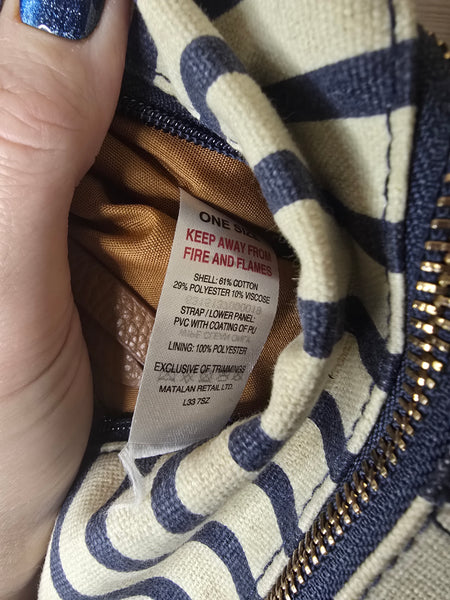 ONE SIZE
KEEP AWAY FROM
FIRE AND FLAMES
SHELL: 61% COTTON
29% POLYESTER 10% VISCOSE
STRAP / LOWER PANEL:
PVC WITH COATING OF PU
LINING: 100% POLYESTER
EXCLUSIVE OF TRIMMINGS
MATALAN RETAIL LTD.
L33 7SZ